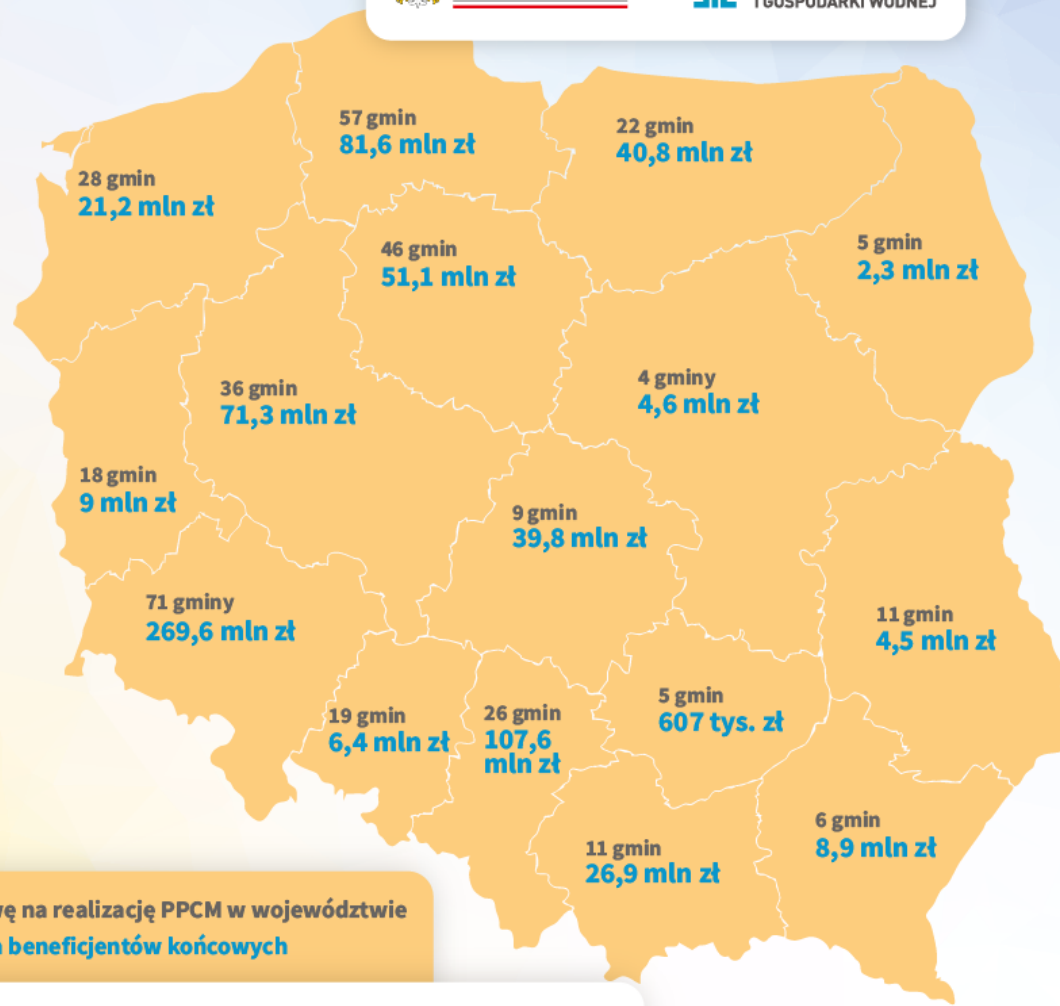 I GOSPODARKI WODNEJ
57 gmin
81,6 mln zł
22 gmin
40,8 mln zł
28 gmin
21,2 mln zł
46 gmin
51,1 mln zł
5 gmin
2,3 mln zł
36 gmin
71,3 mln zł
4 gminy
4,6 mln zł
18 gmin
9 mln zł
9 gmin
39,8 mln zł
71 gminy
269,6 mln zł
11 gmin
4,5 mln zł
19 gmin
6,4 mln zł
26 gmin
107,6
mln zł
5 gmin
607 tys. zł
11 gmin
26,9 mln zł
6 gmin
8,9 mln zł
na realizację PPCM w województwie
beneficjentów końcowych